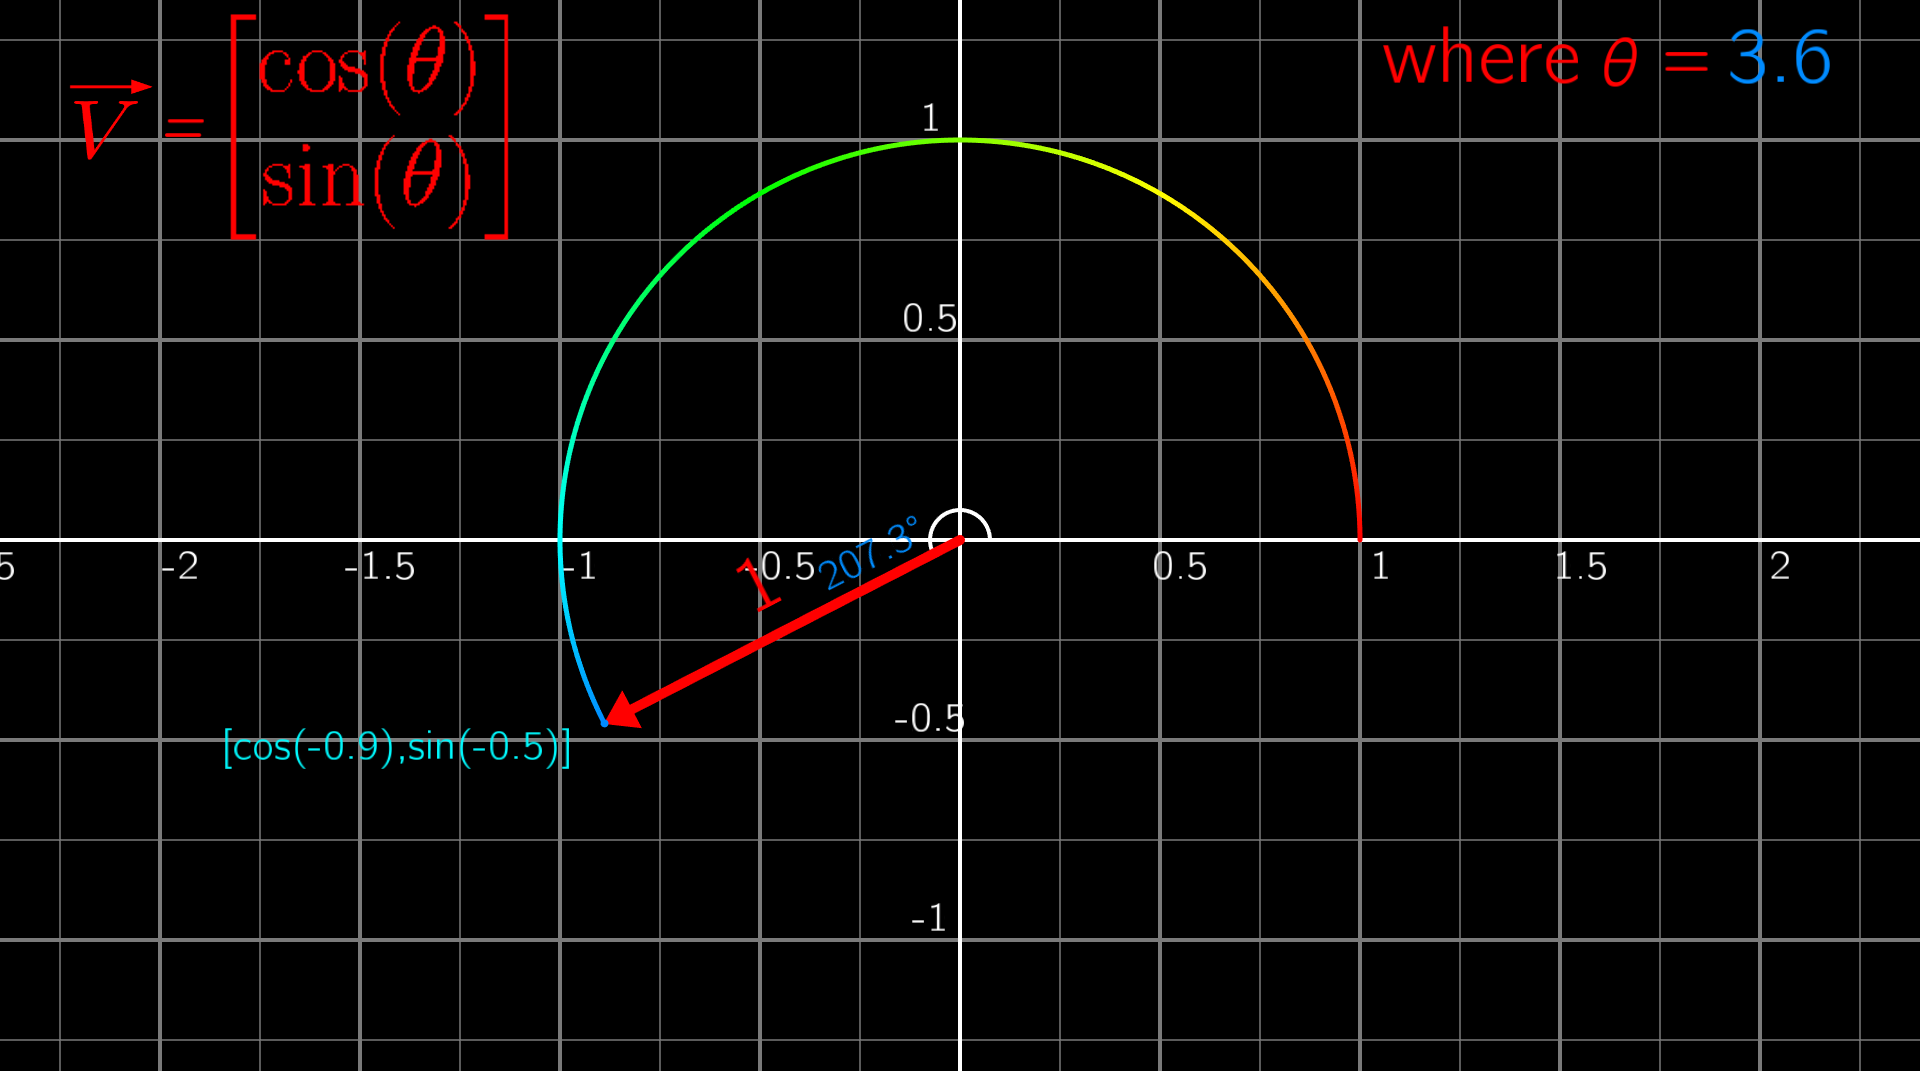 V = [cos(θ) sin(θ)]
where θ = 3.6
1
0.5
5 -2 -1.5 -1 -0.5 0.5 1 1.5 2
207.3°
1
-0.5
[cos(-0.9),sin(-0.5)]
-1